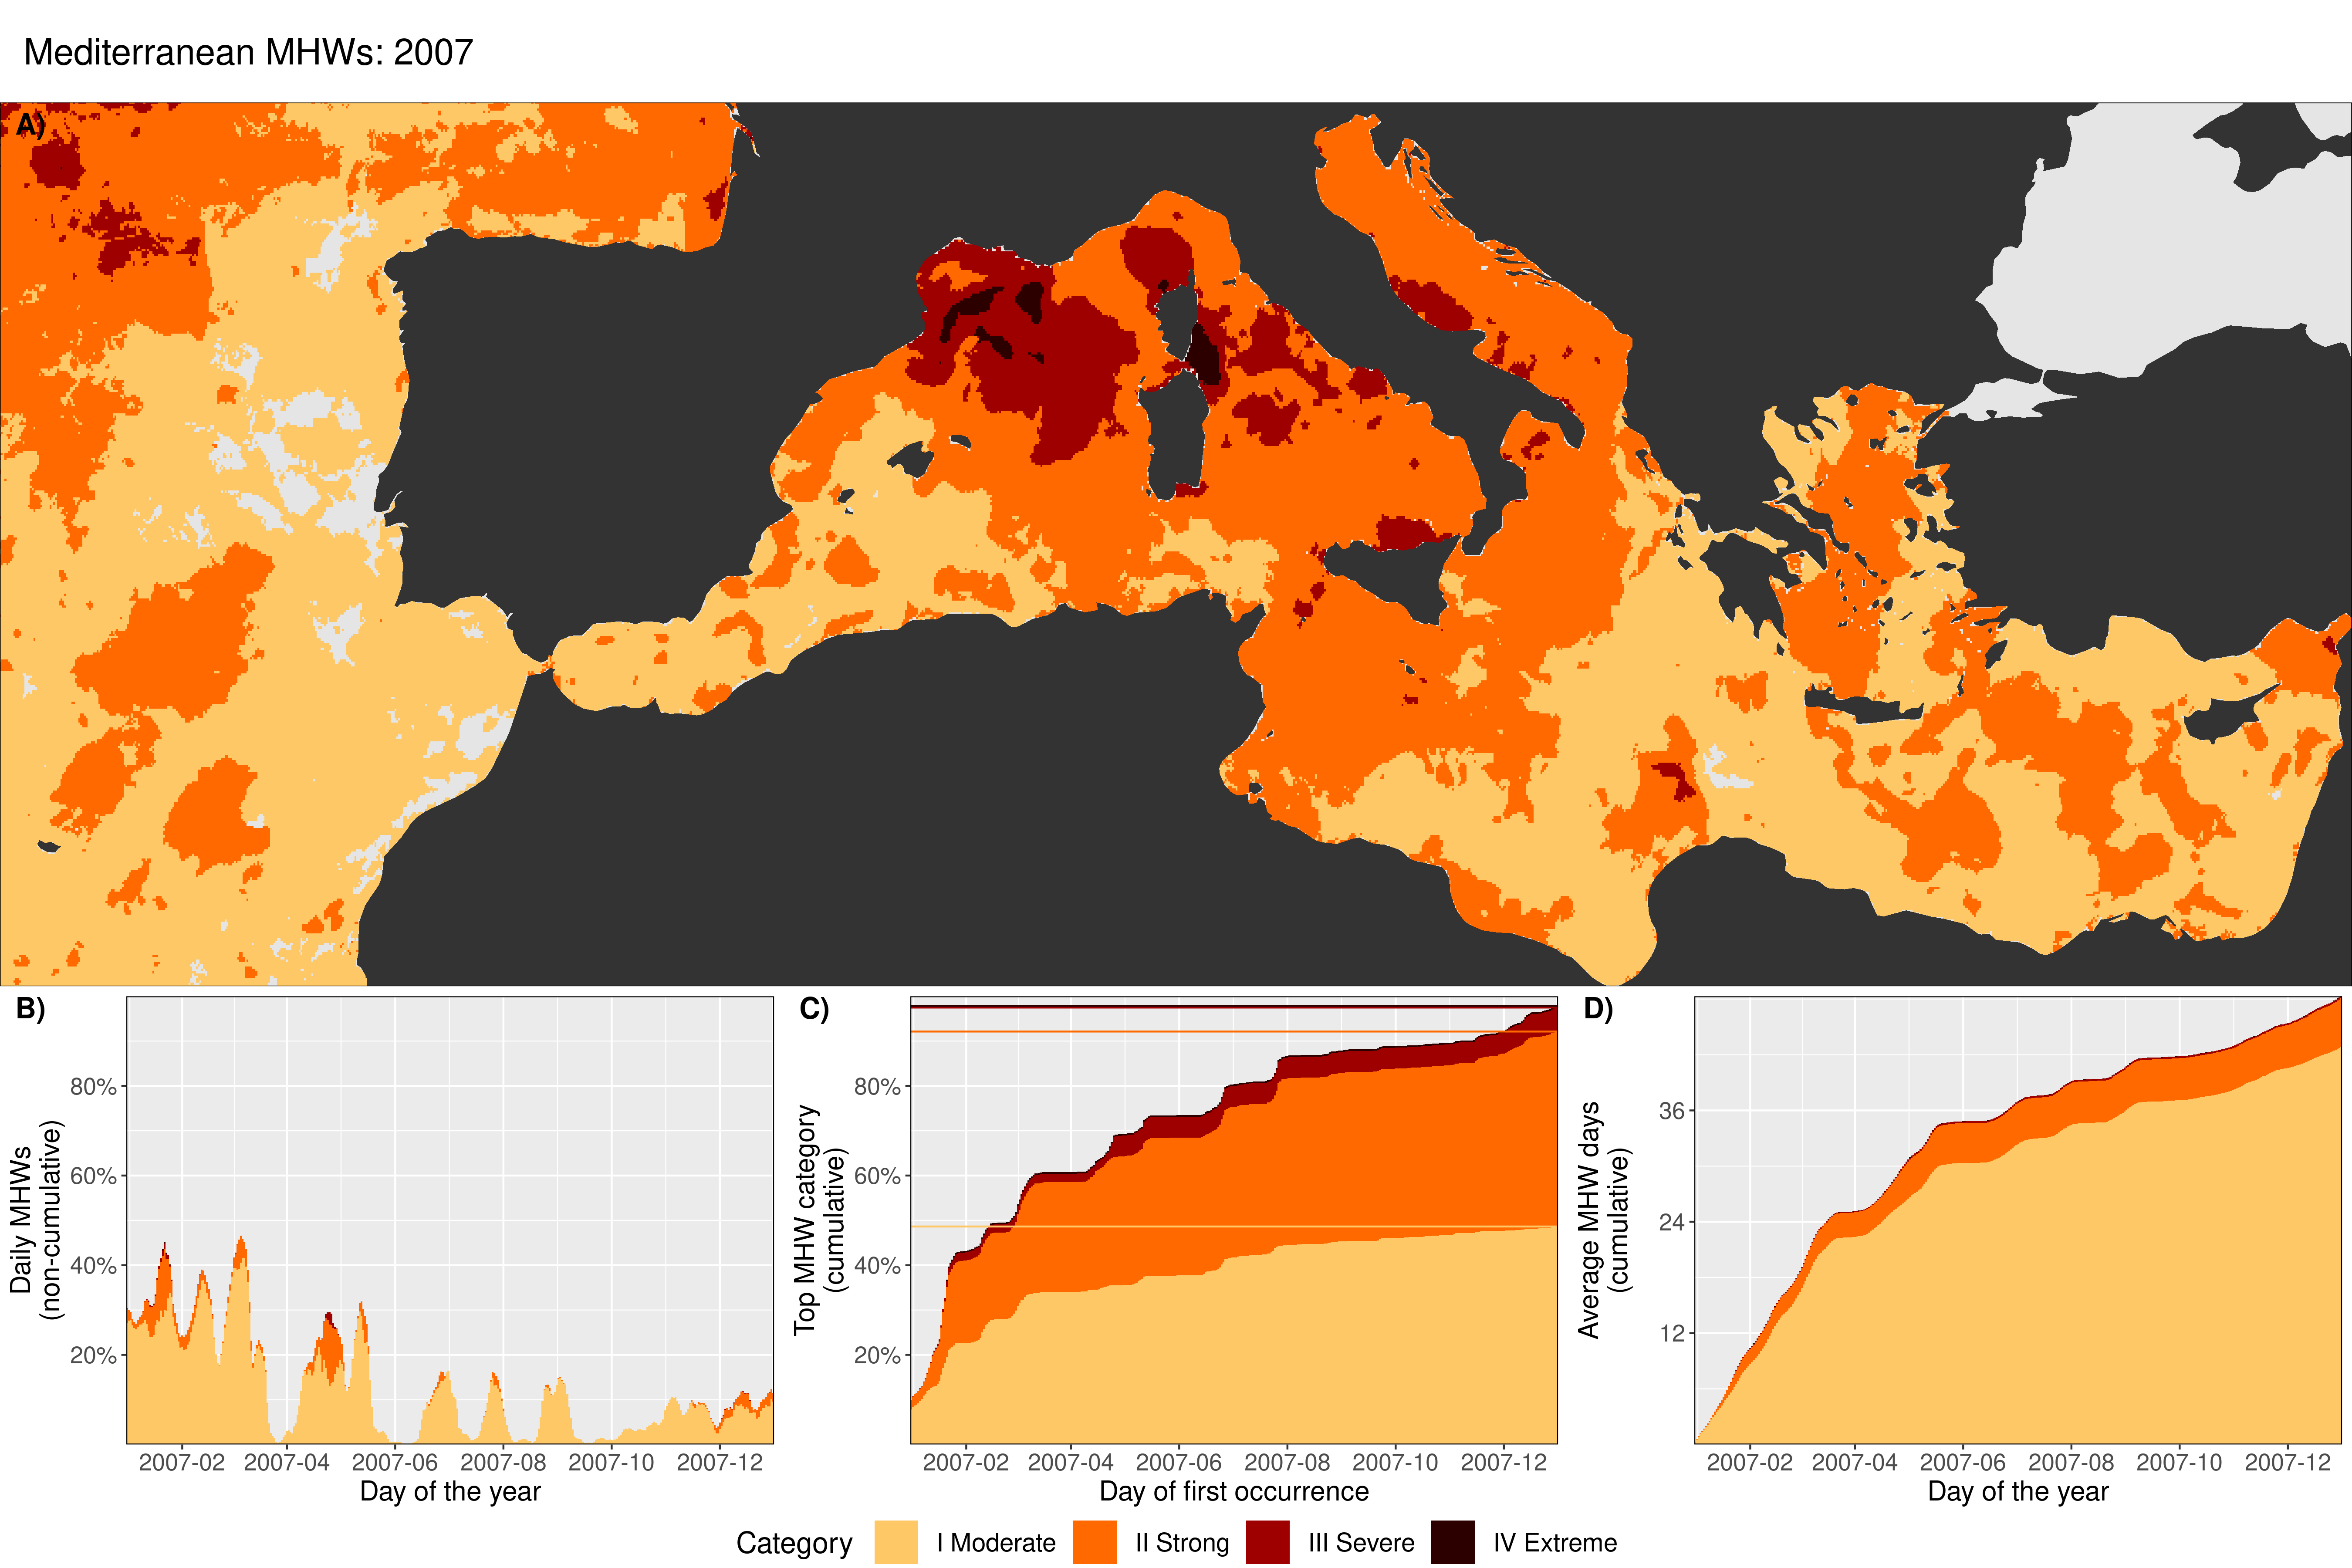 Mediterranean MHWs: 2007
A)
B)
Daily MHWs
(non-cumulative)
80%
60%
40%
20%
2007-02 2007-04 2007-06 2007-08 2007-10 2007-12
Day of the year
C)
Top MHW category
(cumulative)
80%
60%
40%
20%
2007-02 2007-04 2007-06 2007-08 2007-10 2007-12
Day of first occurrence
D)
Average MHW days
(cumulative)
36
24
12
2007-02 2007-04 2007-06 2007-08 2007-10 2007-12
Day of the year
Category I Moderate II Strong III Severe IV Extreme